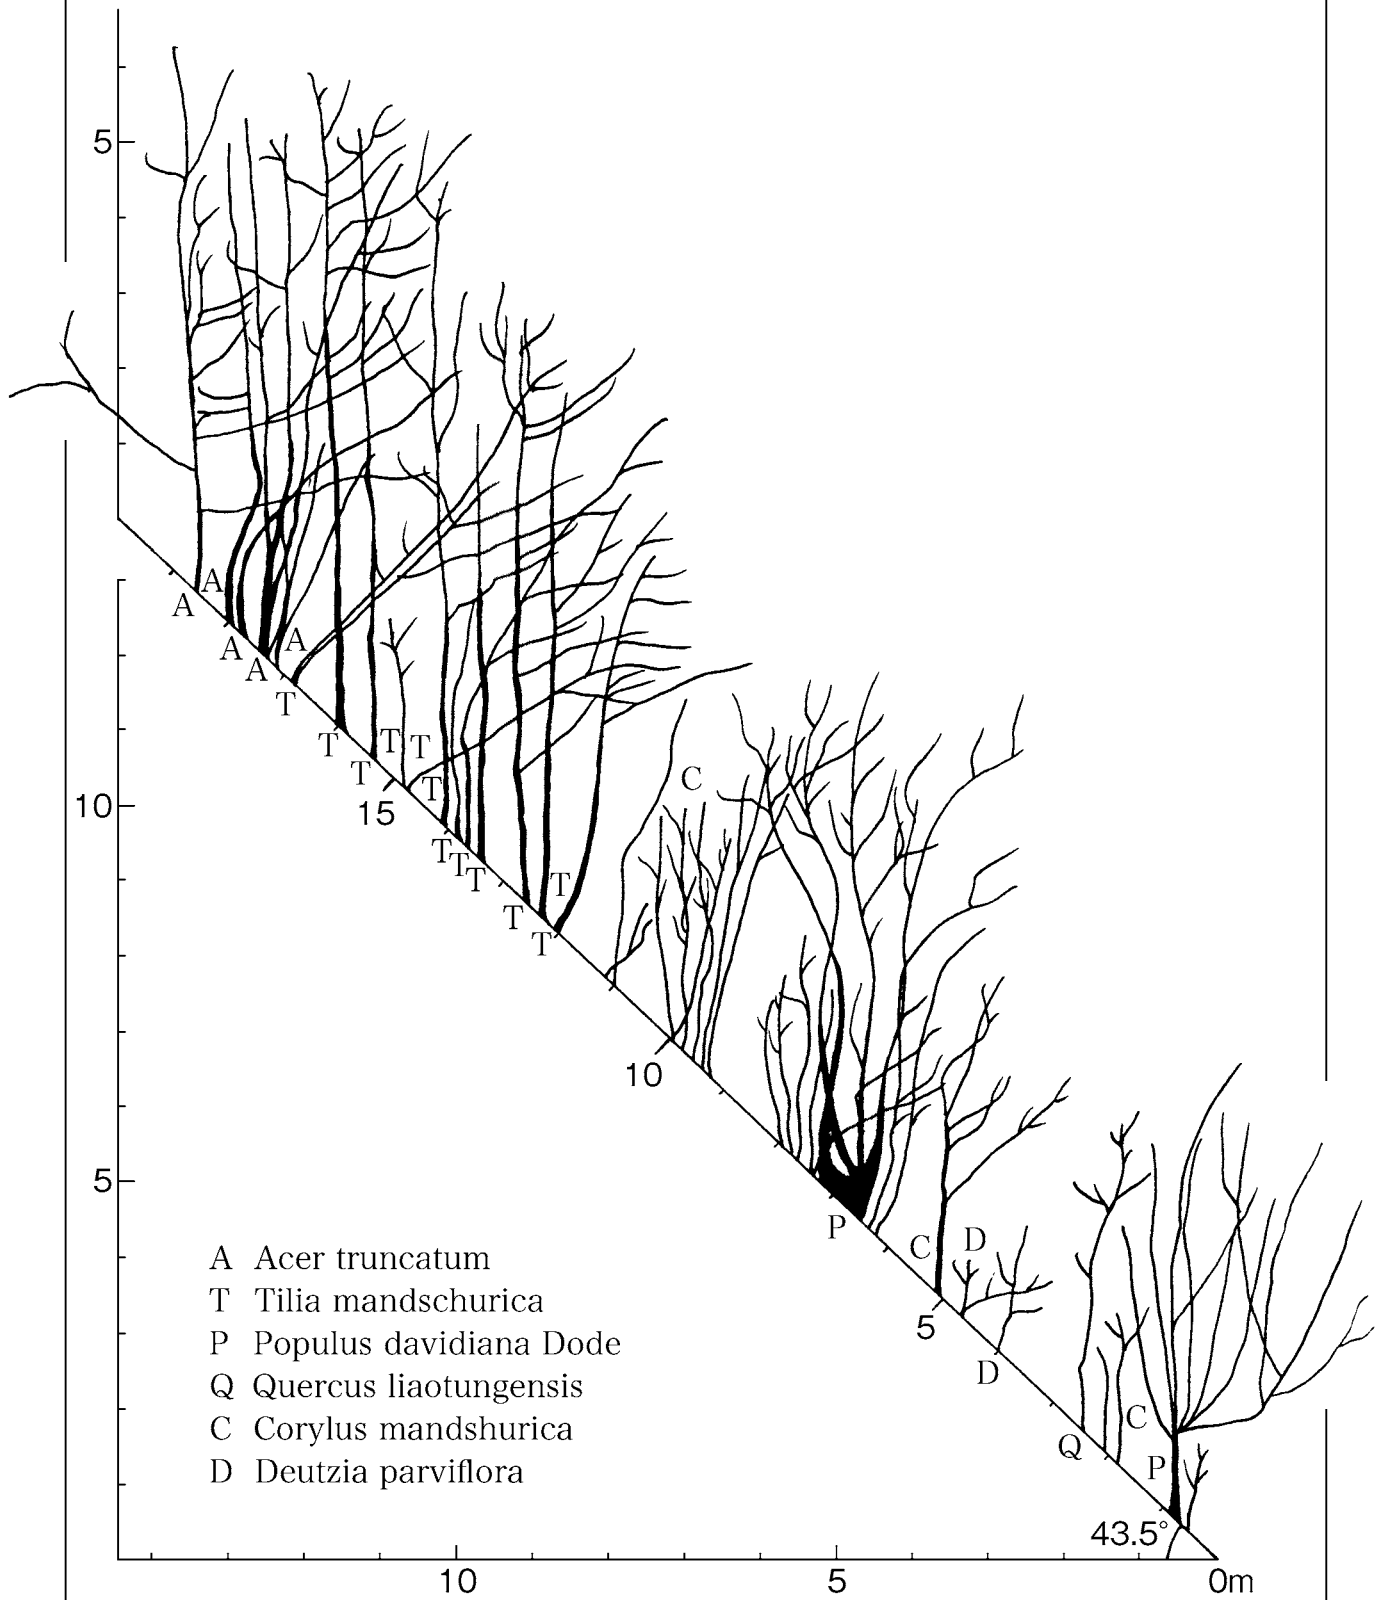 5
A
A
A
A
A
T
T
T
T
T
T
15
10
C
T
T
T
T
T
T
10
5
P
C
D
A Acer truncatum
T Tilia mandschurica
P Populus davidiana Dode
Q Quercus liaotungensis
C Corylus mandshurica
D Deutzia parviflora
5
D
C
Q
P
43.5°
10
5
0m